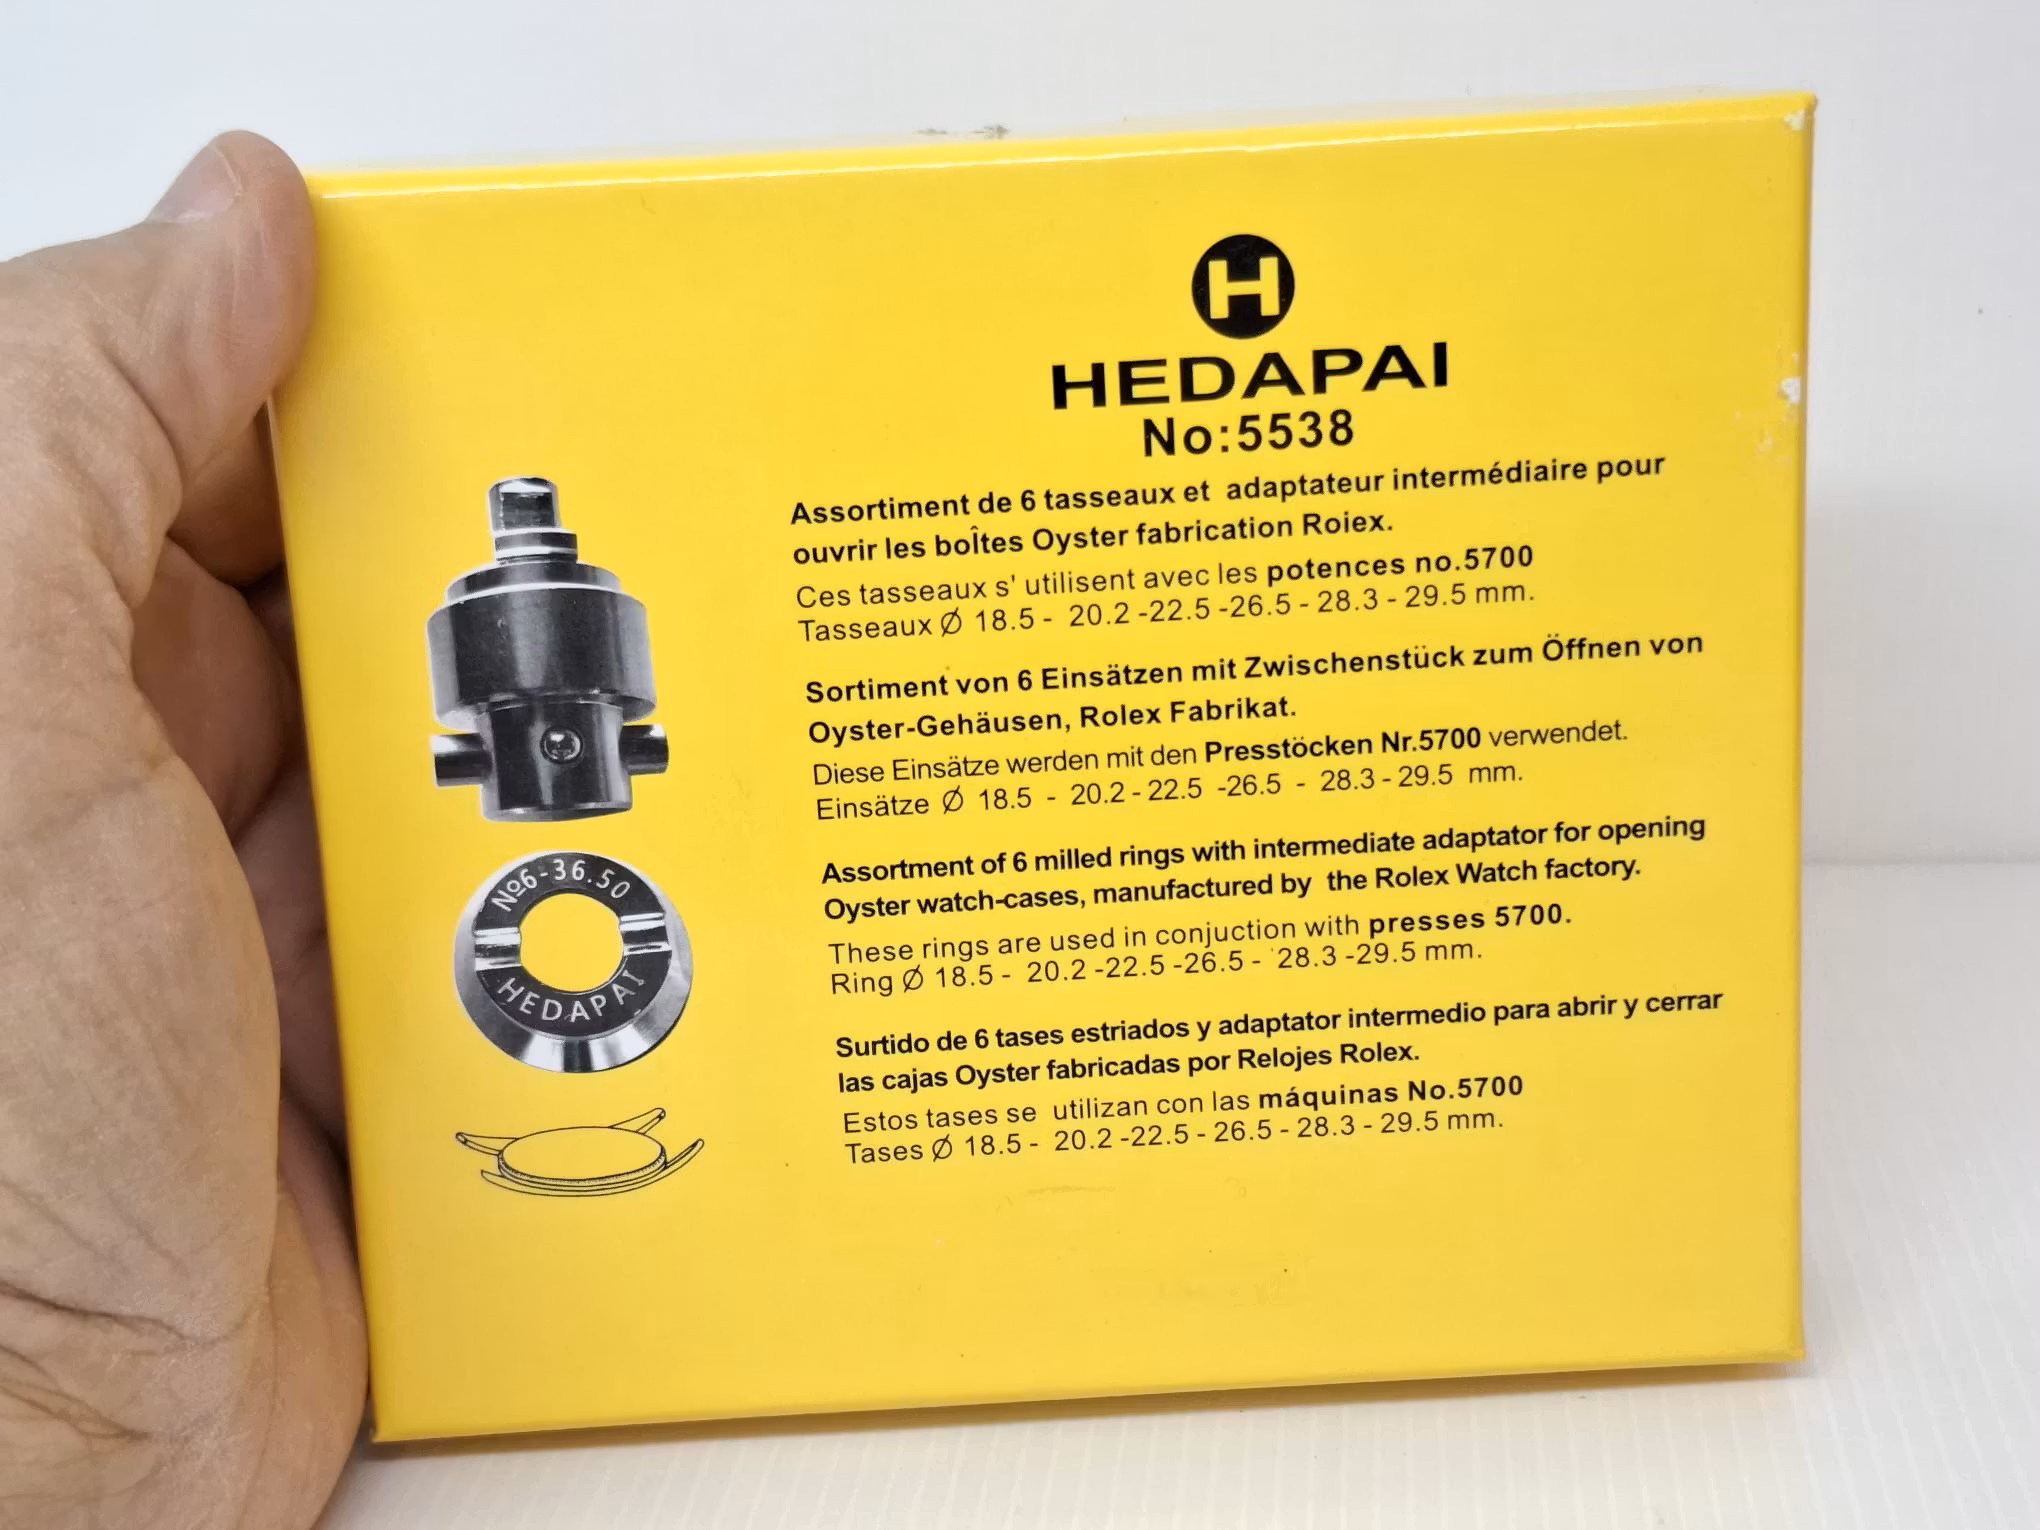 H
HEDAPAI
No:5538
Assortiment de 6 tasseaux et adaptateur intermédiaire pour
ouvrir les boîtes Oyster fabrication Roiex.
Ces tasseaux s' utilisent avec les potences no.5700
Tasseaux Ø 18.5 - 20.2 -22.5 -26.5 - 28.3 - 29.5 mm.
Sortiment von 6 Einsätzen mit Zwischenstück zum Öffnen von
Oyster-Gehäusen, Rolex Fabrikat.
Diese Einsätze werden mit den Presstöcken Nr.5700 verwendet.
Einsätze Ø 18.5 - 20.2 - 22.5 -26.5 - 28.3 - 29.5 mm.
Assortment of 6 milled rings with intermediate adaptator for opening
Oyster watch-cases, manufactured by the Rolex Watch factory.
These rings are used in conjuction with presses 5700.
Ring Ø 18.5 - 20.2 -22.5 -26.5 - 28.3 -29.5 mm.
Surtido de 6 tases estriados y adaptator intermedio para abrir y cerrar
las cajas Oyster fabricadas por Relojes Rolex.
Estos tases se utilizan con las máquinas No.5700
Tases Ø 18.5 - 20.2 -22.5 - 26.5 - 28.3 - 29.5 mm.
№6-36.50
HEDAPAI